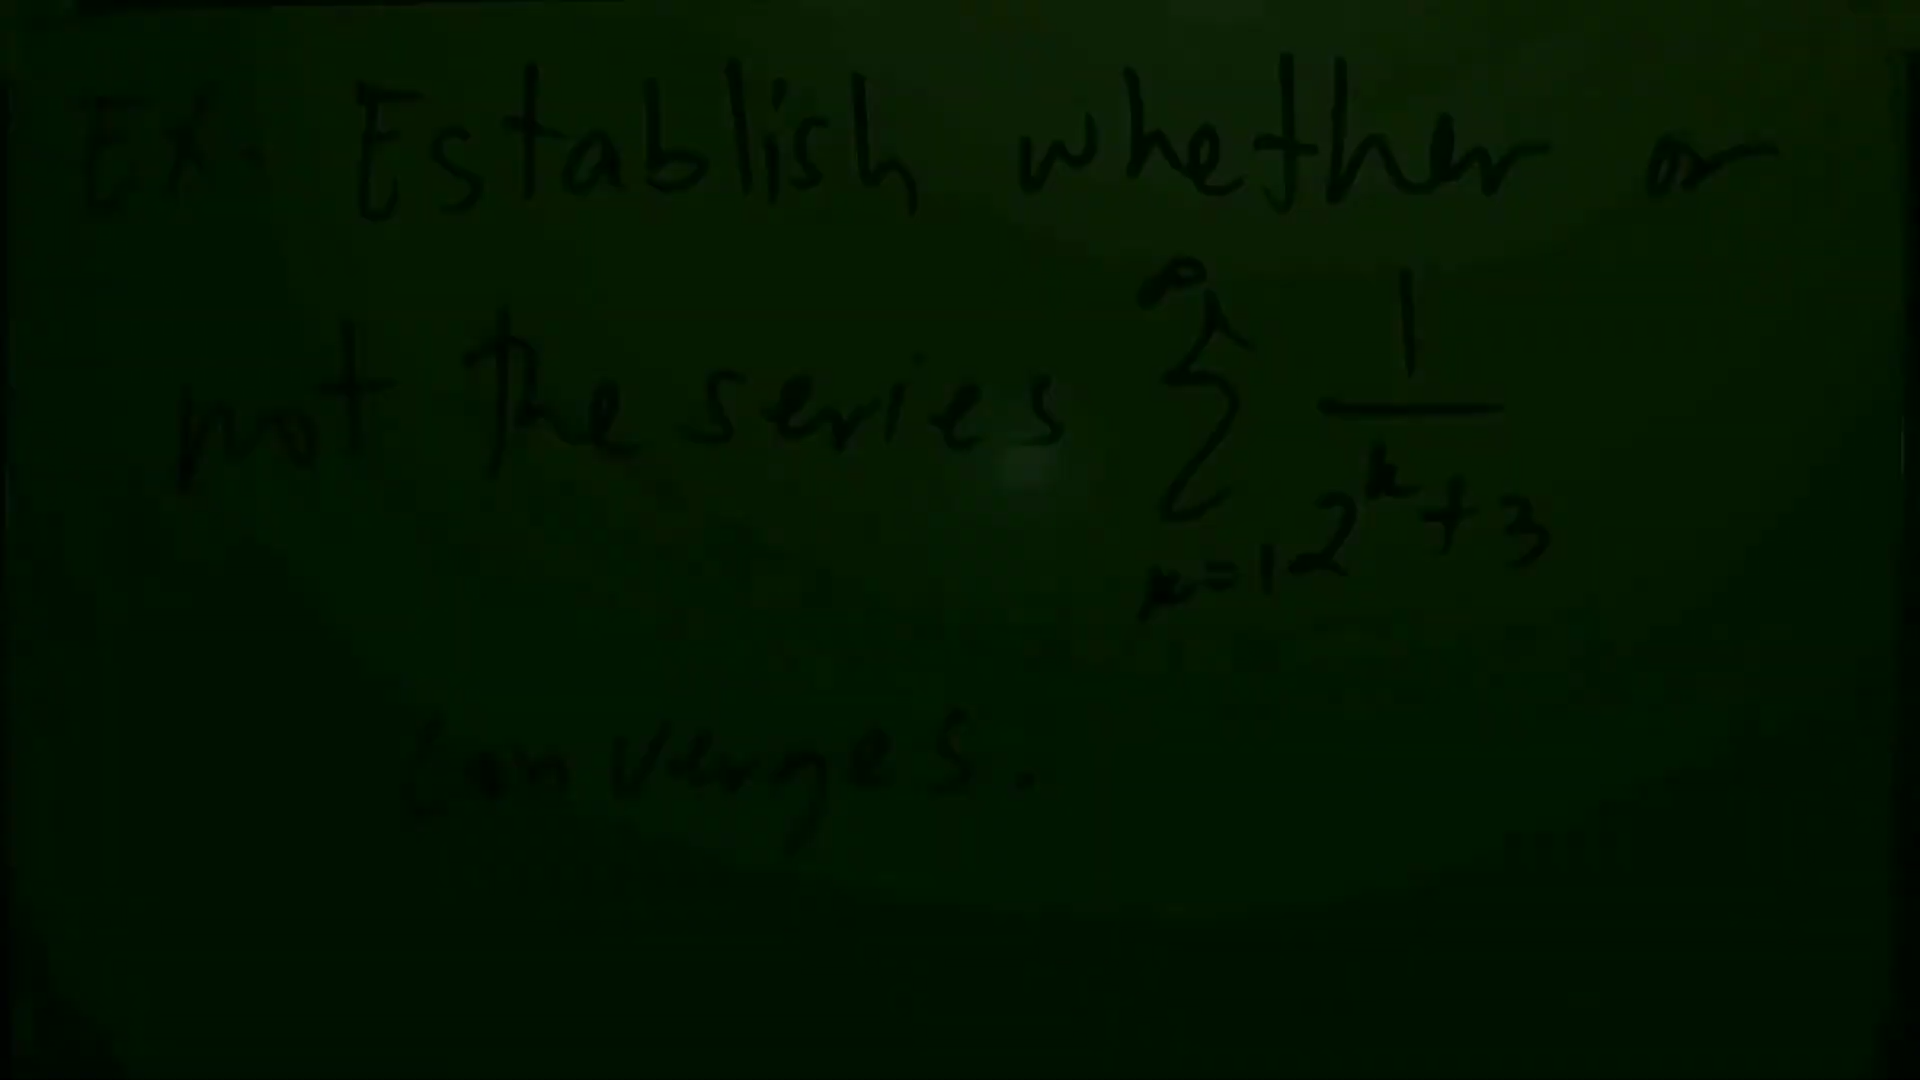 Ex. Establish whether or
not the series ∑_{k=1}^{∞} 1/(2^k + 3)
converges.